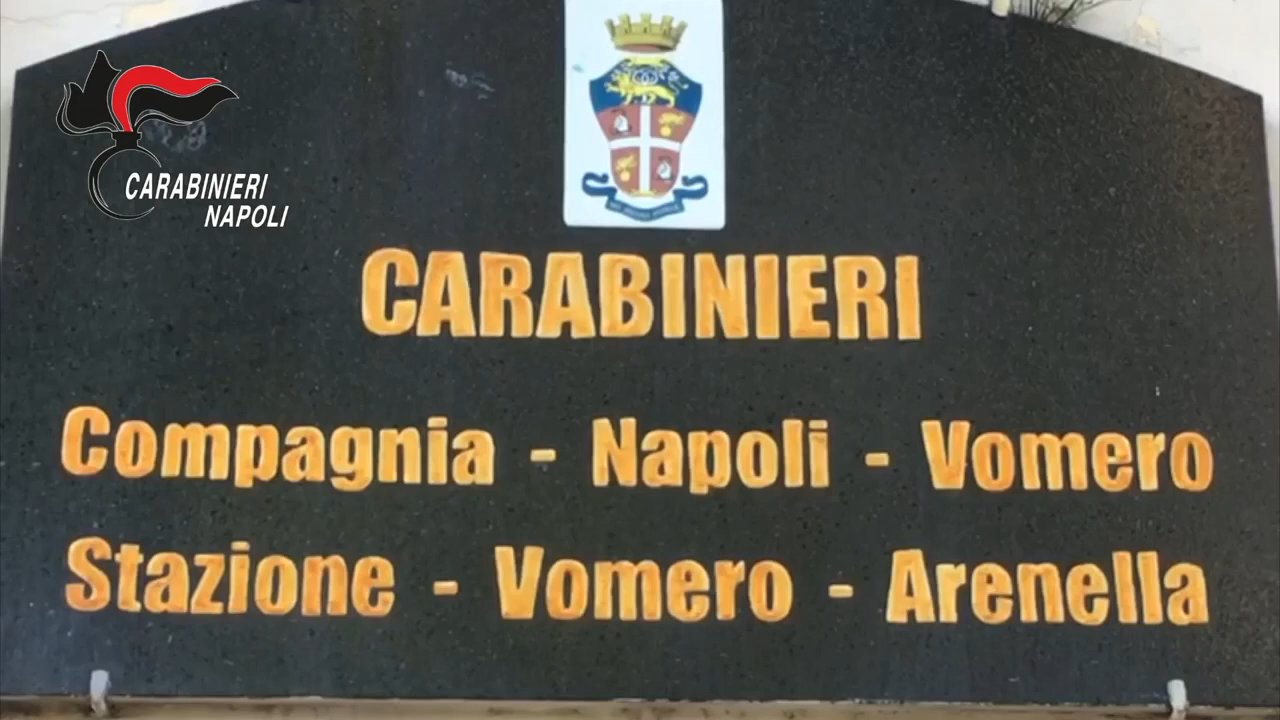 CARABINIERI
NAPOLI
CARABINIERI
Compagnia - Napoli - Vomero
Stazione - Vomero - Arenella